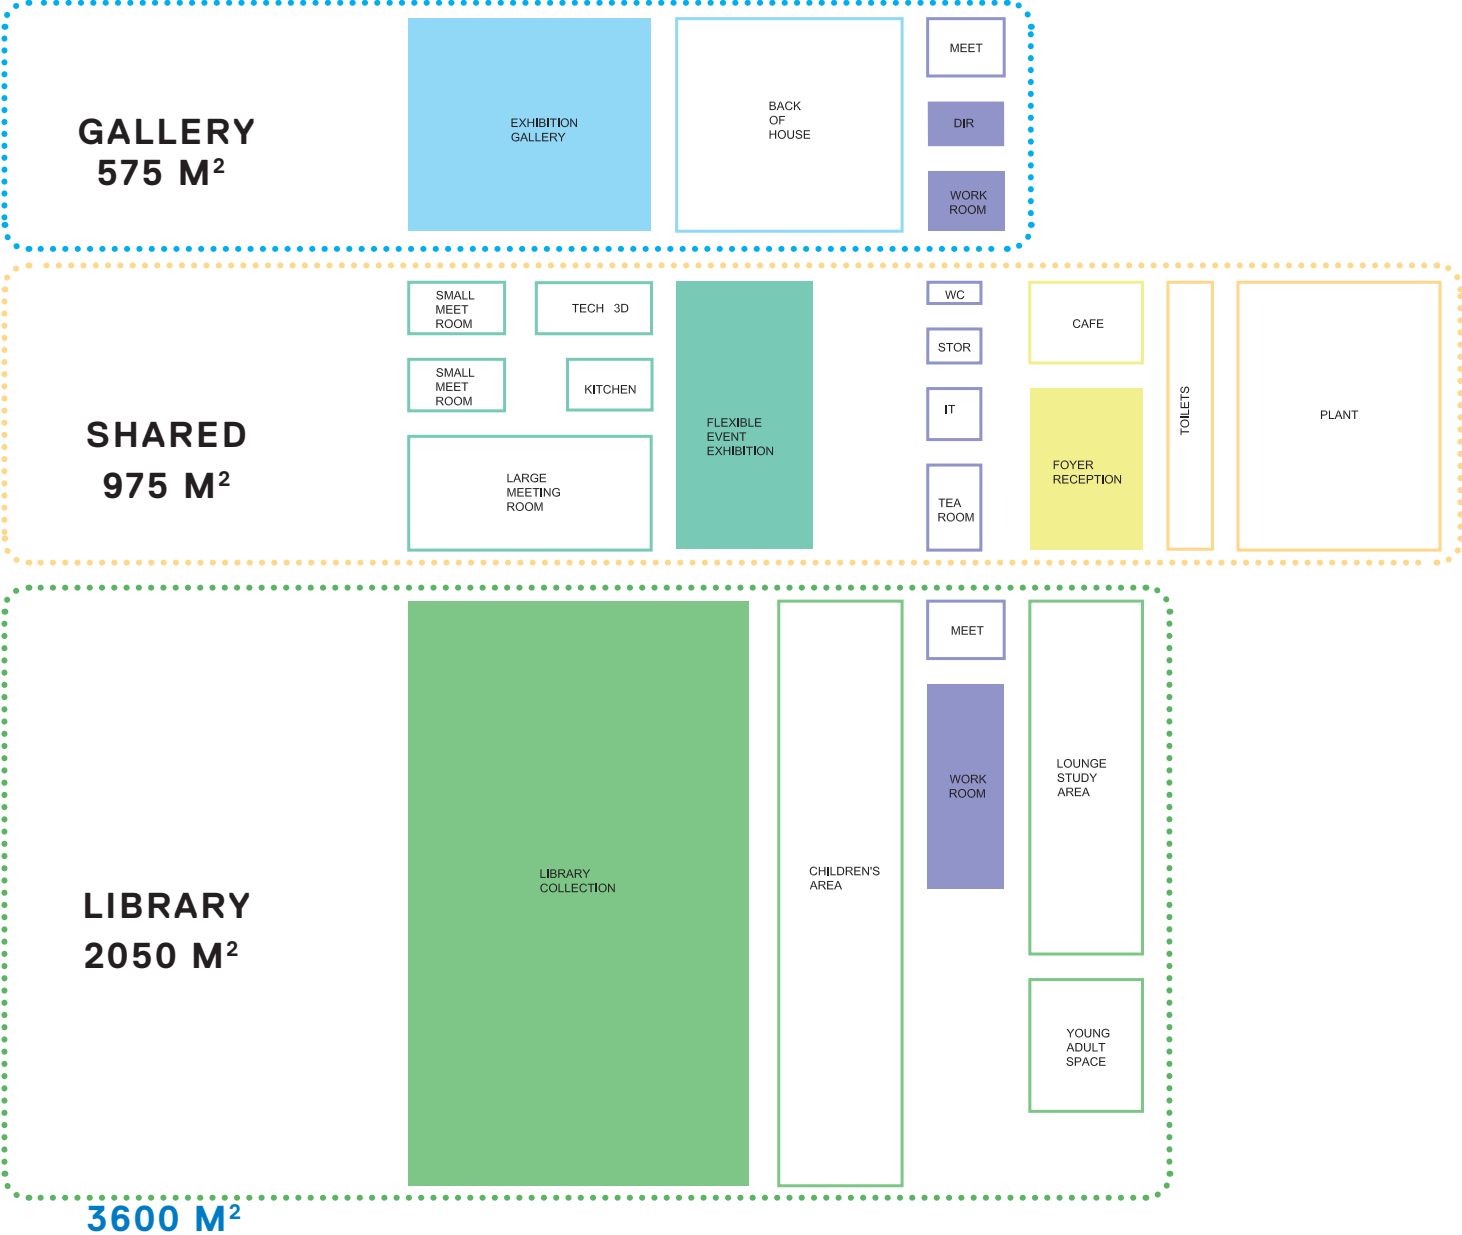 GALLERY
575 M²
EXHIBITION
GALLERY
BACK
OF
HOUSE
MEET
DIR
WORK
ROOM
SHARED
975 M²
SMALL
MEET
ROOM
TECH 3D
SMALL
MEET
ROOM
KITCHEN
LARGE
MEETING
ROOM
FLEXIBLE
EVENT
EXHIBITION
WC
STOR
IT
TEA
ROOM
CAFE
FOYER
RECEPTION
TOILETS
PLANT
LIBRARY
2050 M²
LIBRARY
COLLECTION
CHILDREN'S
AREA
MEET
WORK
ROOM
LOUNGE
STUDY
AREA
YOUNG
ADULT
SPACE
3600 M²